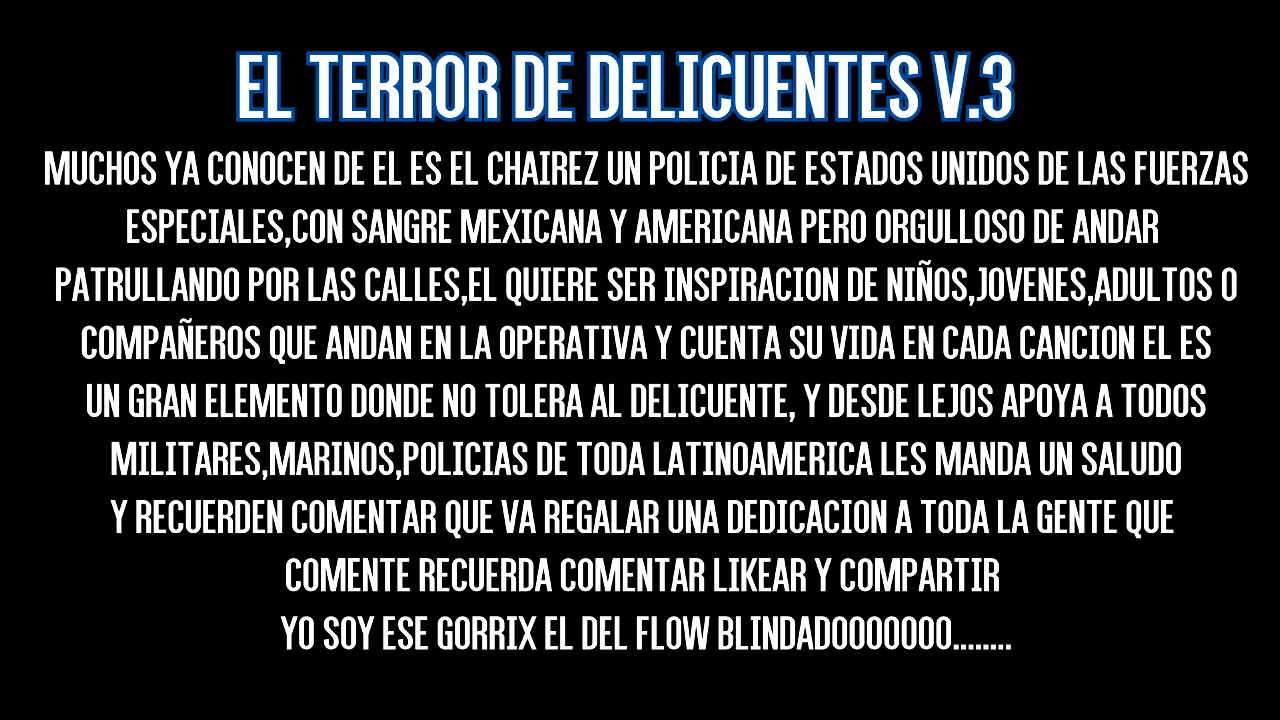 EL TERROR DE DELICUENTES V.3
MUCHOS YA CONOCEN DE EL ES EL CHAIREZ UN POLICIA DE ESTADOS UNIDOS DE LAS FUERZAS
ESPECIALES,CON SANGRE MEXICANA Y AMERICANA PERO ORGULLOSO DE ANDAR
PATRULLANDO POR LAS CALLES,EL QUIERE SER INSPIRACION DE NIÑOS,JOVENES,ADULTOS O
COMPAÑEROS QUE ANDAN EN LA OPERATIVA Y CUENTA SU VIDA EN CADA CANCION EL ES
UN GRAN ELEMENTO DONDE NO TOLERA AL DELICUENTE, Y DESDE LEJOS APOYA A TODOS
MILITARES,MARINOS,POLICIAS DE TODA LATINOAMERICA LES MANDA UN SALUDO
Y RECUERDEN COMENTAR QUE VA REGALAR UNA DEDICACION A TODA LA GENTE QUE
COMENTE RECUERDA COMENTAR LIKEAR Y COMPARTIR
YO SOY ESE GORRIX EL DEL FLOW BLINDADOOOOOOO........